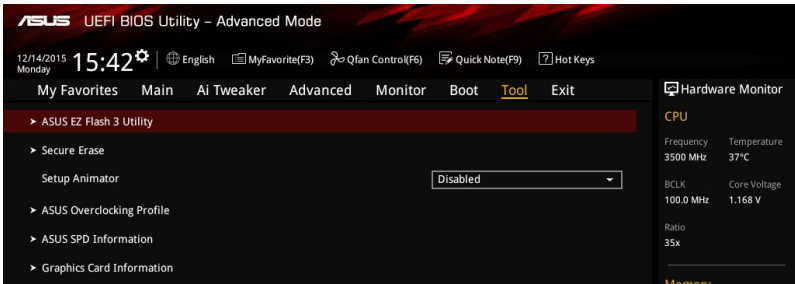 ASUS UEFI BIOS Utility – Advanced Mode
12/14/2015 Monday 15:42 English MyFavorite(F3) Qfan Control(F6) Quick Note(F9) ? Hot Keys
My Favorites Main Ai Tweaker Advanced Monitor Boot Tool Exit
Hardware Monitor
> ASUS EZ Flash 3 Utility
> Secure Erase
Setup Animator Disabled
> ASUS Overclocking Profile
> ASUS SPD Information
> Graphics Card Information
CPU
Frequency Temperature
3500 MHz 37°C
BCLK Core Voltage
100.0 MHz 1.168 V
Ratio
35x
Memory